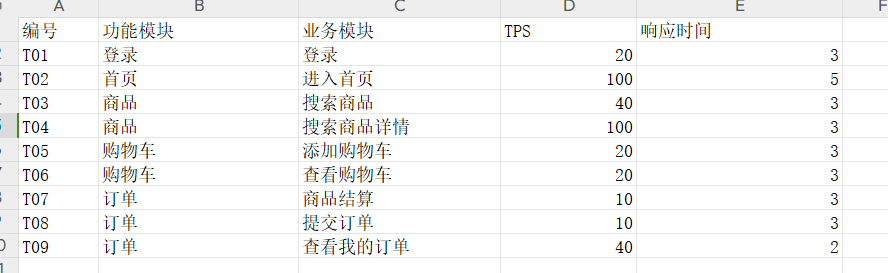 A B C D E F
编号 功能模块 业务模块 TPS 响应时间
T01 登录 登录 20 3
T02 首页 进入首页 100 5
T03 商品 搜索商品 40 3
T04 商品 搜索商品详情 100 3
T05 购物车 添加购物车 20 3
T06 购物车 查看购物车 20 3
T07 订单 商品结算 10 3
T08 订单 提交订单 10 3
T09 订单 查看我的订单 40 2